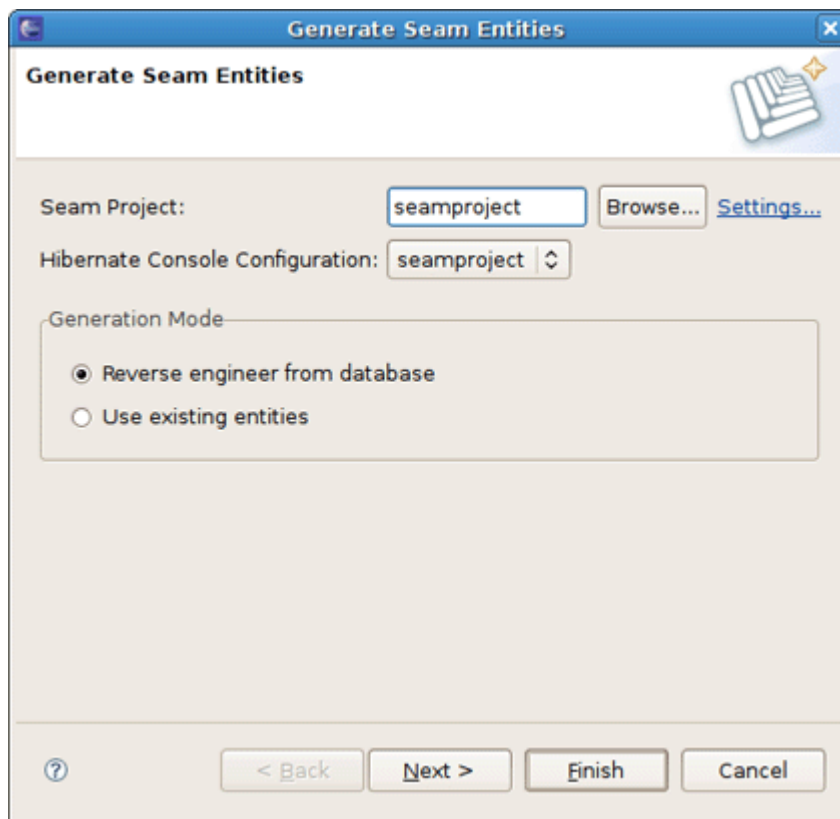 Generate Seam Entities
Generate Seam Entities
Seam Project: seamproject Browse... Settings...
Hibernate Console Configuration: seamproject
Generation Mode
Reverse engineer from database
Use existing entities
< Back Next > Finish Cancel